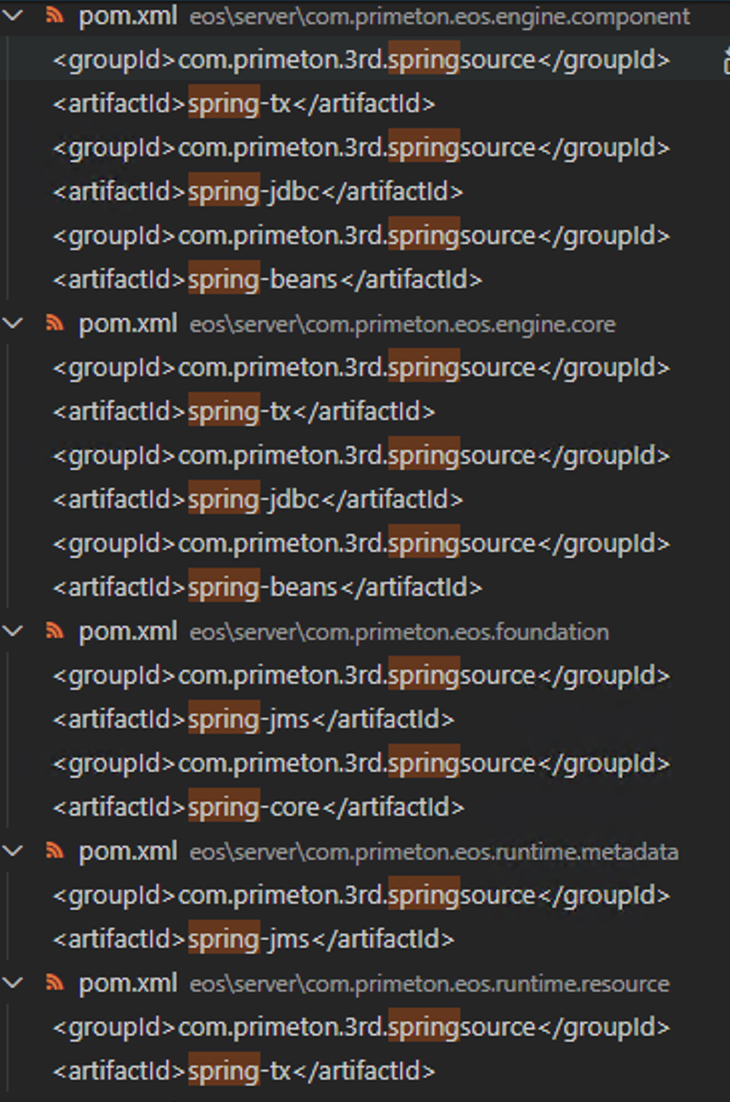 pom.xml eos\server\com.primeton.eos.engine.component
<groupId>com.primeton.3rd.springsource</groupId>
<artifactId>spring-tx</artifactId>
<groupId>com.primeton.3rd.springsource</groupId>
<artifactId>spring-jdbc</artifactId>
<groupId>com.primeton.3rd.springsource</groupId>
<artifactId>spring-beans</artifactId>
pom.xml eos\server\com.primeton.eos.engine.core
<groupId>com.primeton.3rd.springsource</groupId>
<artifactId>spring-tx</artifactId>
<groupId>com.primeton.3rd.springsource</groupId>
<artifactId>spring-jdbc</artifactId>
<groupId>com.primeton.3rd.springsource</groupId>
<artifactId>spring-beans</artifactId>
pom.xml eos\server\com.primeton.eos.foundation
<groupId>com.primeton.3rd.springsource</groupId>
<artifactId>spring-jms</artifactId>
<groupId>com.primeton.3rd.springsource</groupId>
<artifactId>spring-core</artifactId>
pom.xml eos\server\com.primeton.eos.runtime.metadata
<groupId>com.primeton.3rd.springsource</groupId>
<artifactId>spring-jms</artifactId>
pom.xml eos\server\com.primeton.eos.runtime.resource
<groupId>com.primeton.3rd.springsource</groupId>
<artifactId>spring-tx</artifactId>